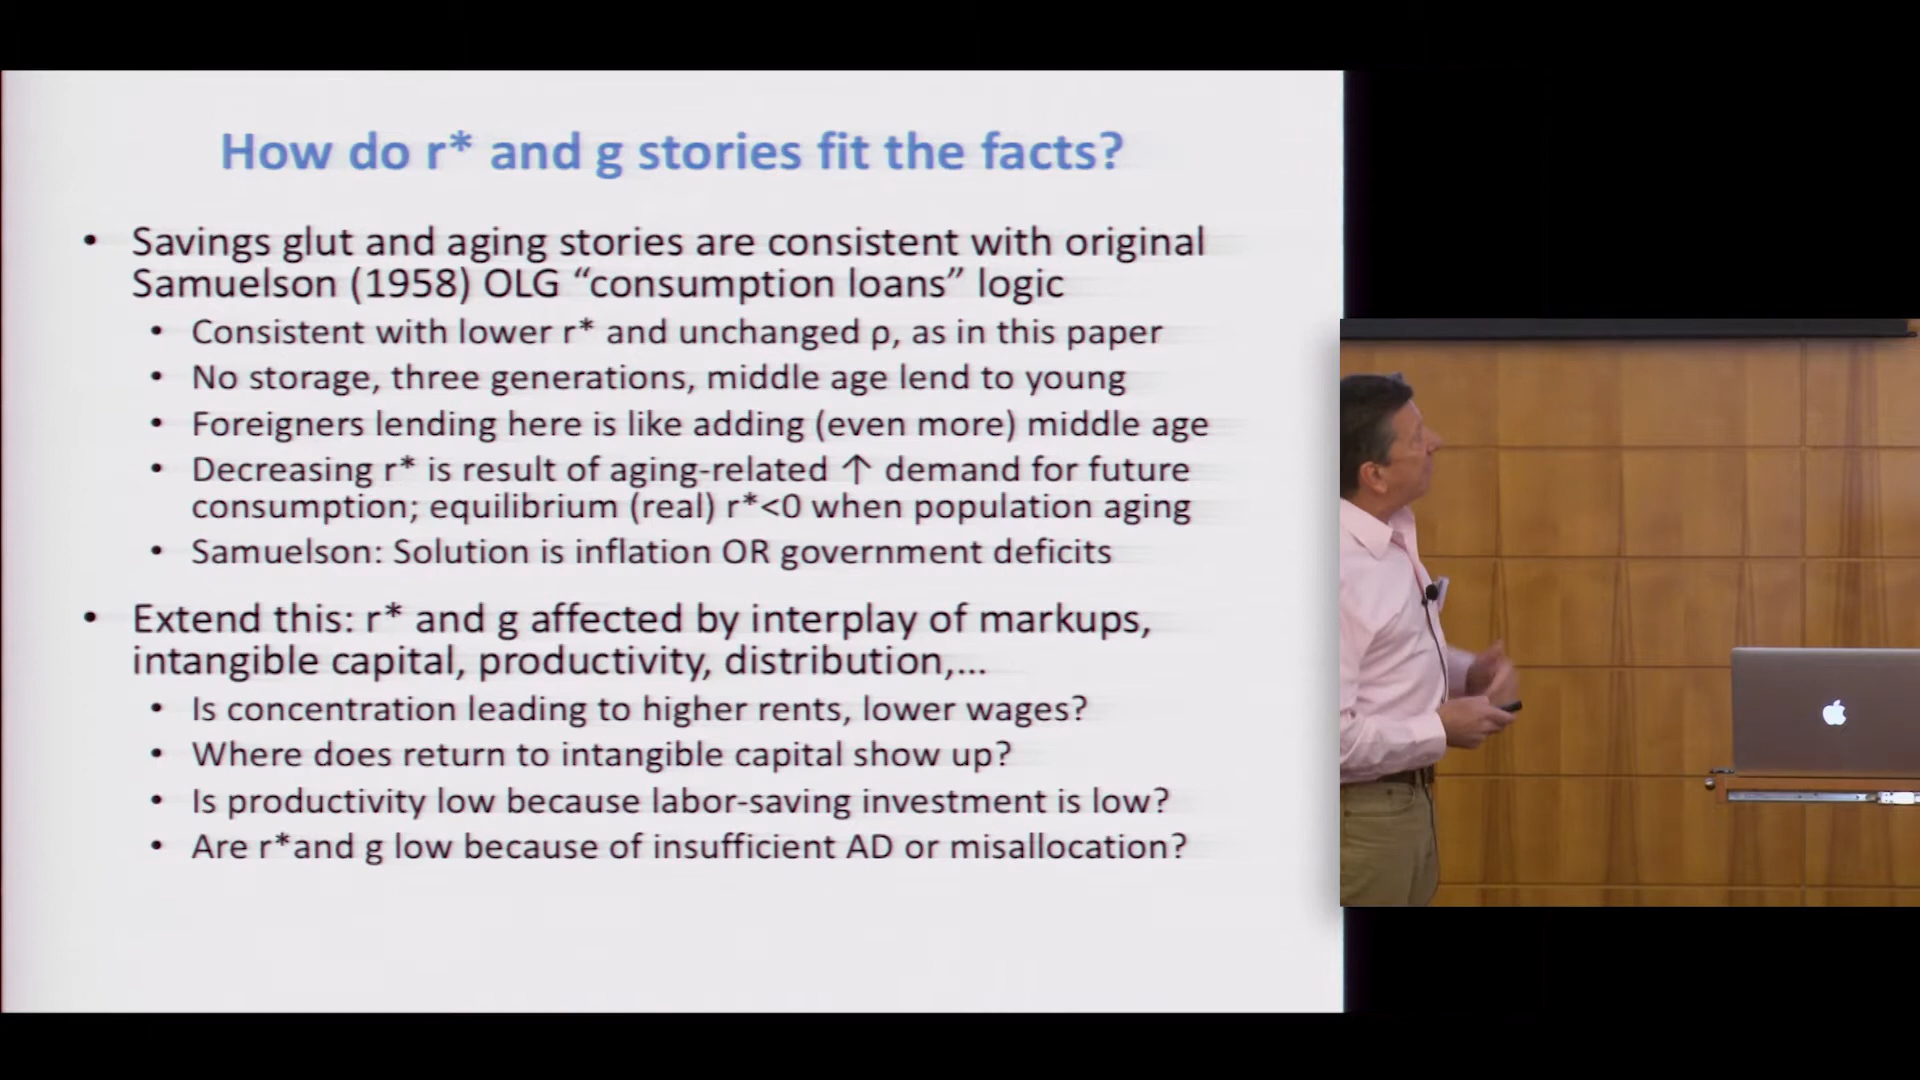 How do r* and g stories fit the facts?
• Savings glut and aging stories are consistent with original
Samuelson (1958) OLG “consumption loans” logic
• Consistent with lower r* and unchanged ρ, as in this paper
• No storage, three generations, middle age lend to young
• Foreigners lending here is like adding (even more) middle age
• Decreasing r* is result of aging-related ↑ demand for future
consumption; equilibrium (real) r*<0 when population aging
• Samuelson: Solution is inflation OR government deficits
• Extend this: r* and g affected by interplay of markups,
intangible capital, productivity, distribution,...
• Is concentration leading to higher rents, lower wages?
• Where does return to intangible capital show up?
• Is productivity low because labor-saving investment is low?
• Are r*and g low because of insufficient AD or misallocation?